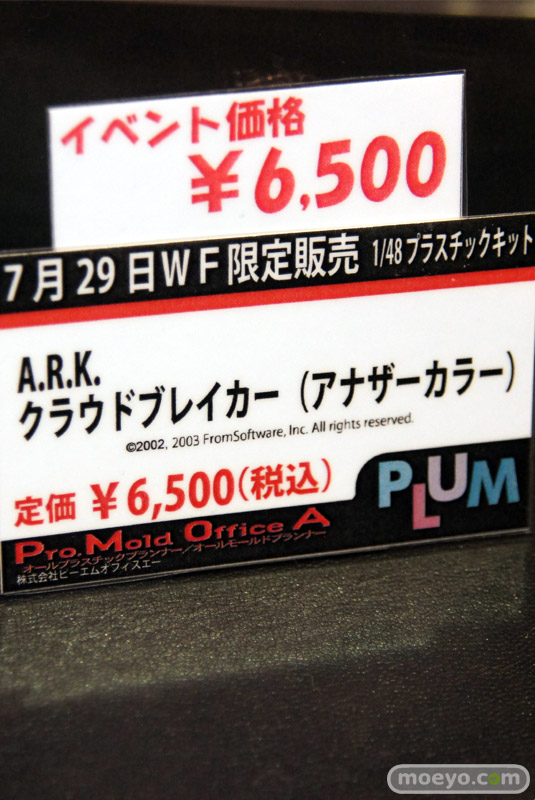 イベント価格
￥6,500
7月29日WF限定販売 1/48プラスチックキット
A.R.K.
クラウドブレイカー（アナザーカラー）
©2002, 2003 FromSoftware, Inc. All rights reserved.
定価 ￥6,500(税込)
PLUM
Pro.Mold Office A
オールプラスチックプランナー／オールモールドプランナー
株式会社ピーエムオフィスエー
moeyo.com